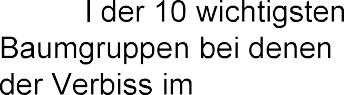 I der 10 wichtigsten
Baumgruppen bei denen
der Verbiss im